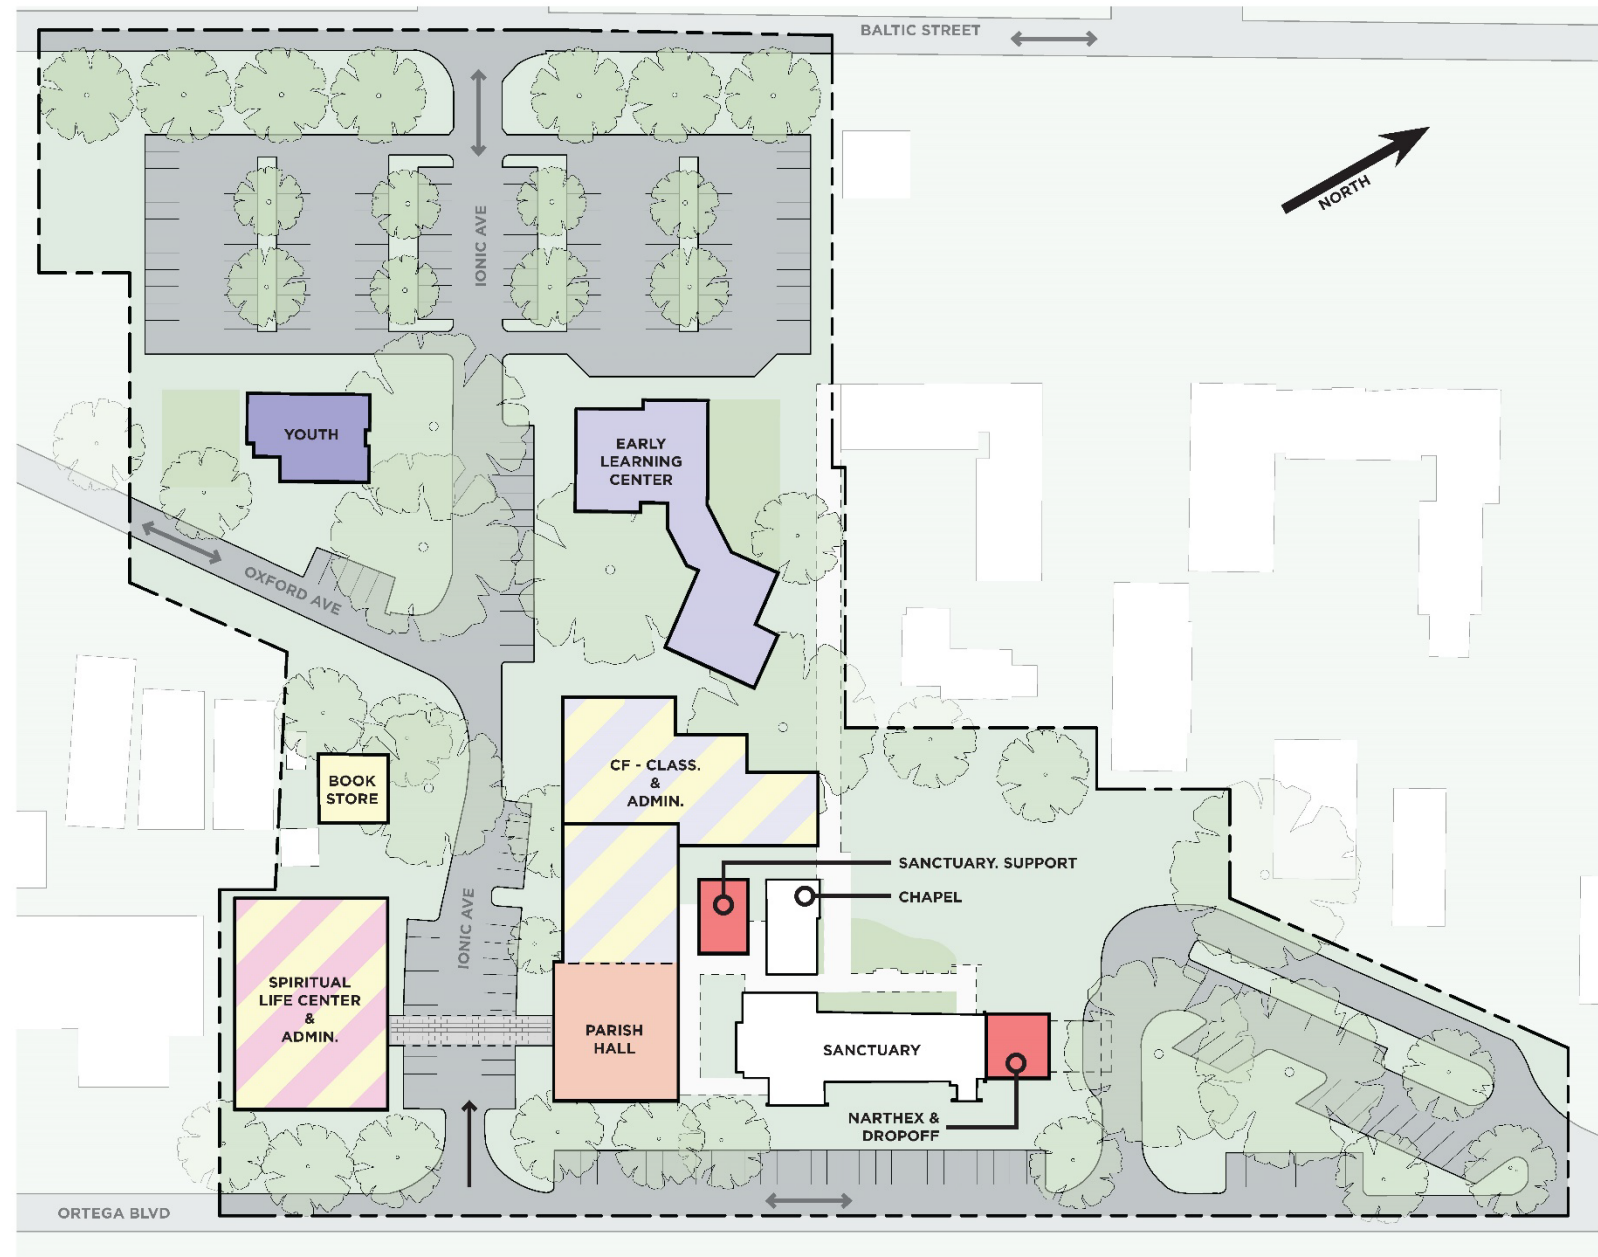 BALTIC STREET
NORTH
IONIC AVE
YOUTH
EARLY
LEARNING
CENTER
OXFORD AVE
BOOK
STORE
CF - CLASS.
&
ADMIN.
SANCTUARY. SUPPORT
CHAPEL
IONIC AVE
SPIRITUAL
LIFE CENTER
&
ADMIN.
PARISH
HALL
SANCTUARY
NARTHEX &
DROPOFF
ORTEGA BLVD